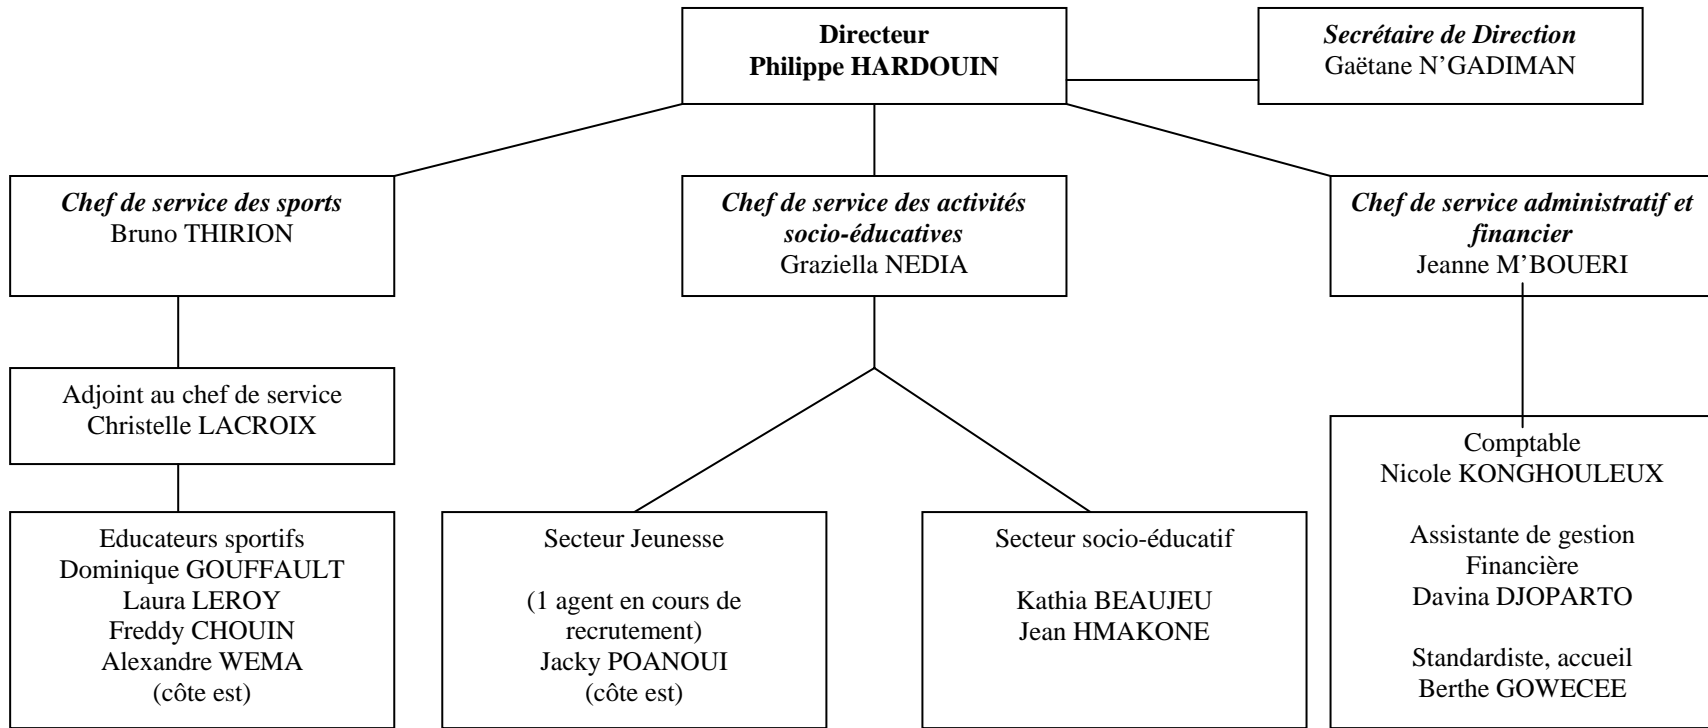 Directeur
Philippe HARDOUIN
Secrétaire de Direction
Gaëtane N’GADIMAN
Chef de service des sports
Bruno THIRION
Chef de service des activités
socio-éducatives
Graziella NEDIA
Chef de service administratif et
financier
Jeanne M’BOUERI
Adjoint au chef de service
Christelle LACROIX
Educateurs sportifs
Dominique GOUFFAULT
Laura LEROY
Freddy CHOUIN
Alexandre WEMA
(côte est)
Secteur Jeunesse
(1 agent en cours de
recrutement)
Jacky POANOUI
(côte est)
Secteur socio-éducatif
Kathia BEAUJEU
Jean HMAKONE
Comptable
Nicole KONGHOULEUX
Assistante de gestion
Financière
Davina DJOPARTO
Standardiste, accueil
Berthe GOWECEE